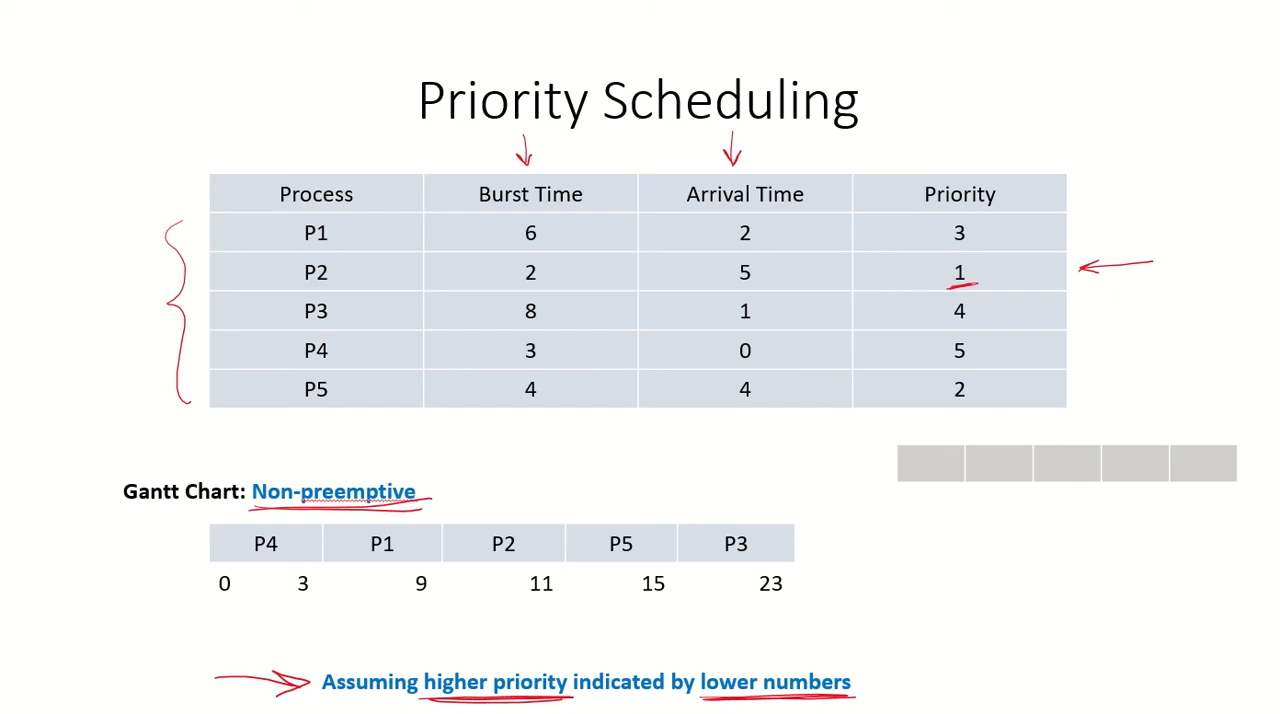 Priority Scheduling
Process Burst Time Arrival Time Priority
P1 6 2 3
P2 2 5 1
P3 8 1 4
P4 3 0 5
P5 4 4 2
Gantt Chart: Non-preemptive
P4 P1 P2 P5 P3
0 3 9 11 15 23
Assuming higher priority indicated by lower numbers